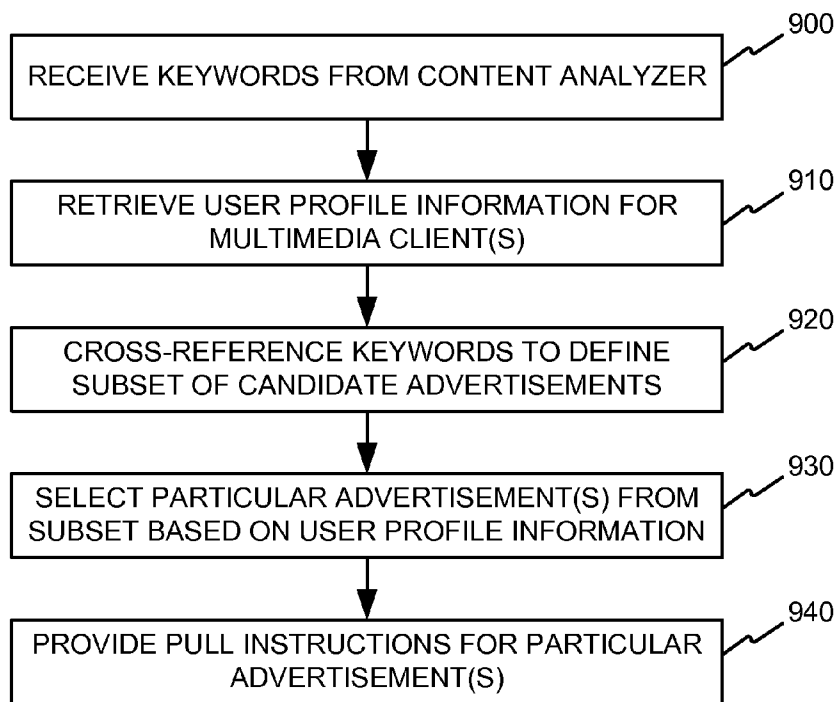 900
RECEIVE KEYWORDS FROM CONTENT ANALYZER
910
RETRIEVE USER PROFILE INFORMATION FOR
MULTIMEDIA CLIENT(S)
920
CROSS-REFERENCE KEYWORDS TO DEFINE
SUBSET OF CANDIDATE ADVERTISEMENTS
930
SELECT PARTICULAR ADVERTISEMENT(S) FROM
SUBSET BASED ON USER PROFILE INFORMATION
940
PROVIDE PULL INSTRUCTIONS FOR PARTICULAR
ADVERTISEMENT(S)